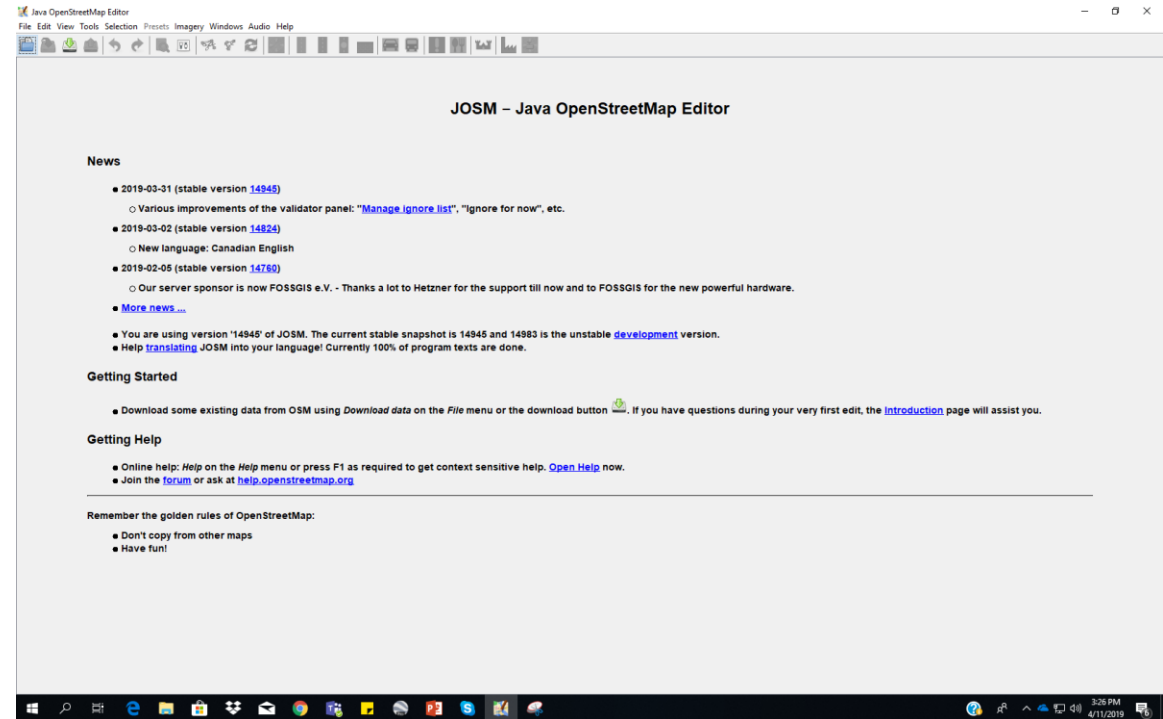 Java OpenStreetMap Editor
File Edit View Tools Selection Presets Imagery Windows Audio Help
JOSM – Java OpenStreetMap Editor
News
2019-03-31 (stable version 14945)
Various improvements of the validator panel: "Manage ignore list", "Ignore for now", etc.
2019-03-02 (stable version 14824)
New language: Canadian English
2019-02-05 (stable version 14760)
Our server sponsor is now FOSSGIS e.V. - Thanks a lot to Hetzner for the support till now and to FOSSGIS for the new powerful hardware.
More news ...
You are using version '14945' of JOSM. The current stable snapshot is 14945 and 14983 is the unstable development version.
Help translating JOSM into your language! Currently 100% of program texts are done.
Getting Started
Download some existing data from OSM using Download data on the File menu or the download button . If you have questions during your very first edit, the Introduction page will assist you.
Getting Help
Online help: Help on the Help menu or press F1 as required to get context sensitive help. Open Help now.
Join the forum or ask at help.openstreetmap.org
Remember the golden rules of OpenStreetMap:
Don't copy from other maps
Have fun!
3:26 PM
4/11/2019